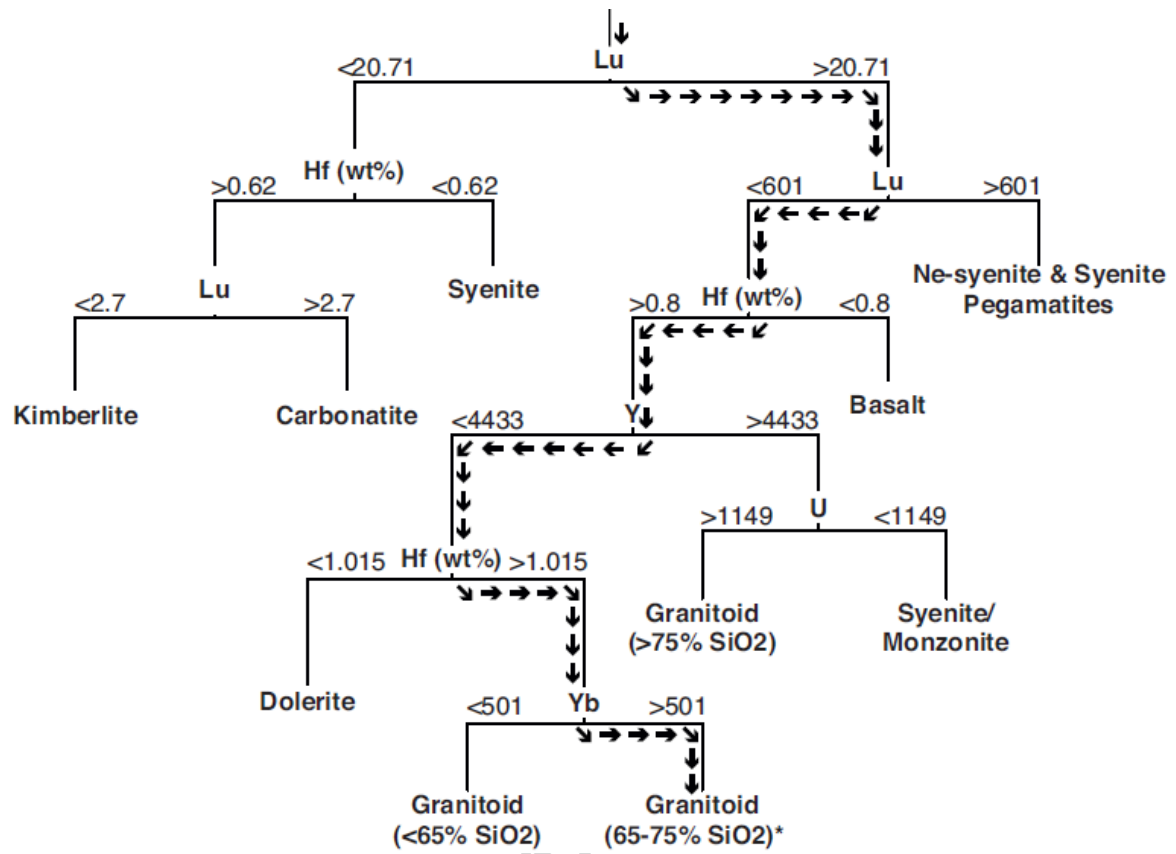 Lu
<20.71 >20.71
Hf (wt%)
>0.62 <0.62
Lu
<601 >601
Syenite
Ne-syenite & Syenite
Pegamatites
Lu
<2.7 >2.7
Hf (wt%)
>0.8 <0.8
Kimberlite
Carbonatite
Basalt
Y
<4433 >4433
U
>1149 <1149
Hf (wt%)
<1.015 >1.015
Granitoid
(>75% SiO2)
Syenite/
Monzonite
Dolerite
Yb
<501 >501
Granitoid
(<65% SiO2)
Granitoid
(65-75% SiO2)*